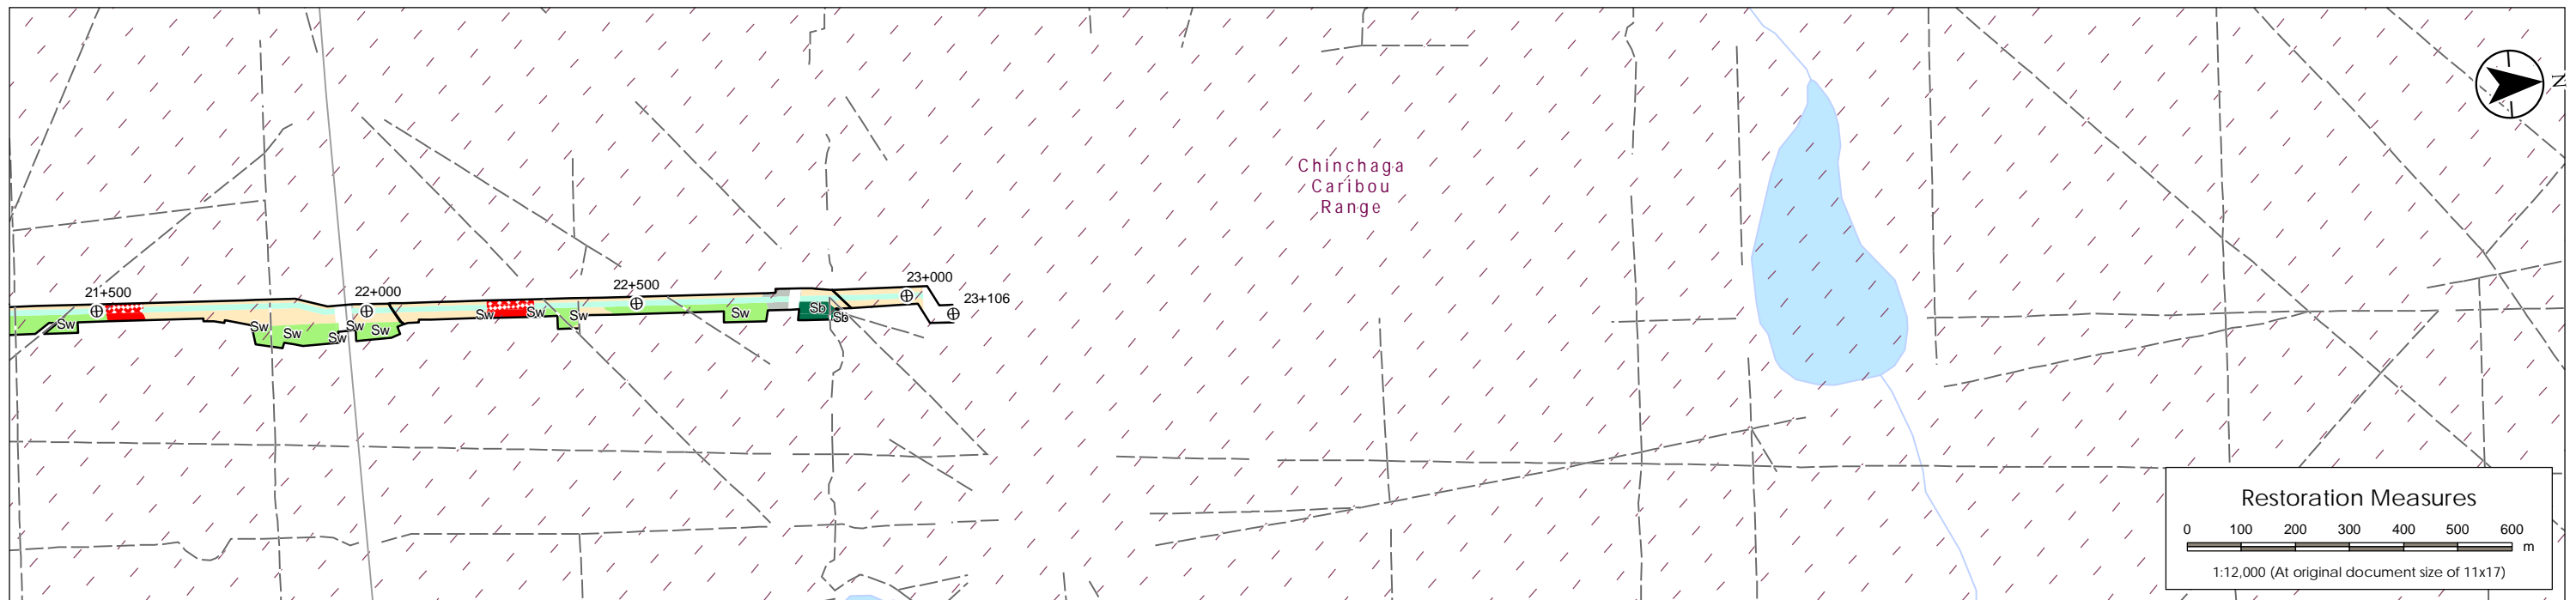 N
Chinchaga
Caribou
Range
21+500
22+000
22+500
23+000
23+106
Sw
Sw
Sw
Sw
Sw
Sw
Sw
Sw
Sw
Sw
Sb
Sb
Restoration Measures
0 100 200 300 400 500 600
m
1:12,000 (At original document size of 11x17)